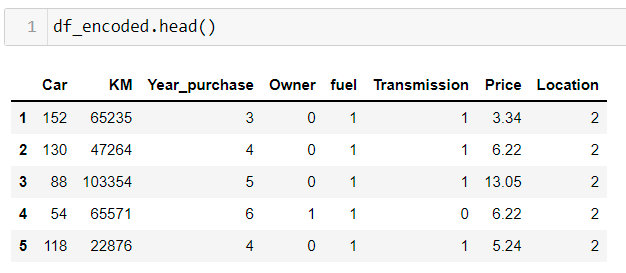 1 df_encoded.head()
Car KM Year_purchase Owner fuel Transmission Price Location
1 152 65235 3 0 1 1 3.34 2
2 130 47264 4 0 1 1 6.22 2
3 88 103354 5 0 1 1 13.05 2
4 54 65571 6 1 1 0 6.22 2
5 118 22876 4 0 1 1 5.24 2